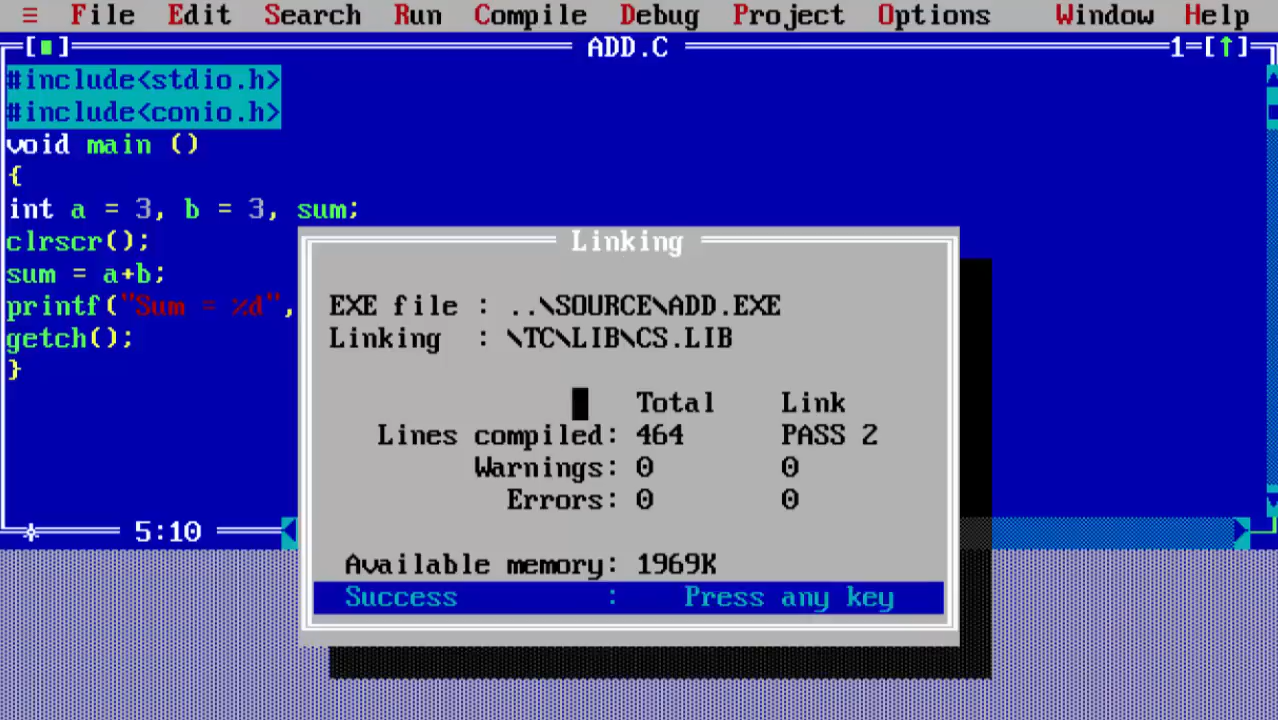 ≡ File Edit Search Run Compile Debug Project Options Window Help
[■] ADD.C 1=[↑]
#include<stdio.h>
#include<conio.h>
void main ()
{
int a = 3, b = 3, sum;
clrscr();
sum = a+b;
printf("Sum = %d",
getch();
}
5:10
Linking
EXE file : ..\SOURCE\ADD.EXE
Linking : \TC\LIB\CS.LIB
Total Link
Lines compiled: 464 PASS 2
Warnings: 0 0
Errors: 0 0
Available memory: 1969K
Success : Press any key